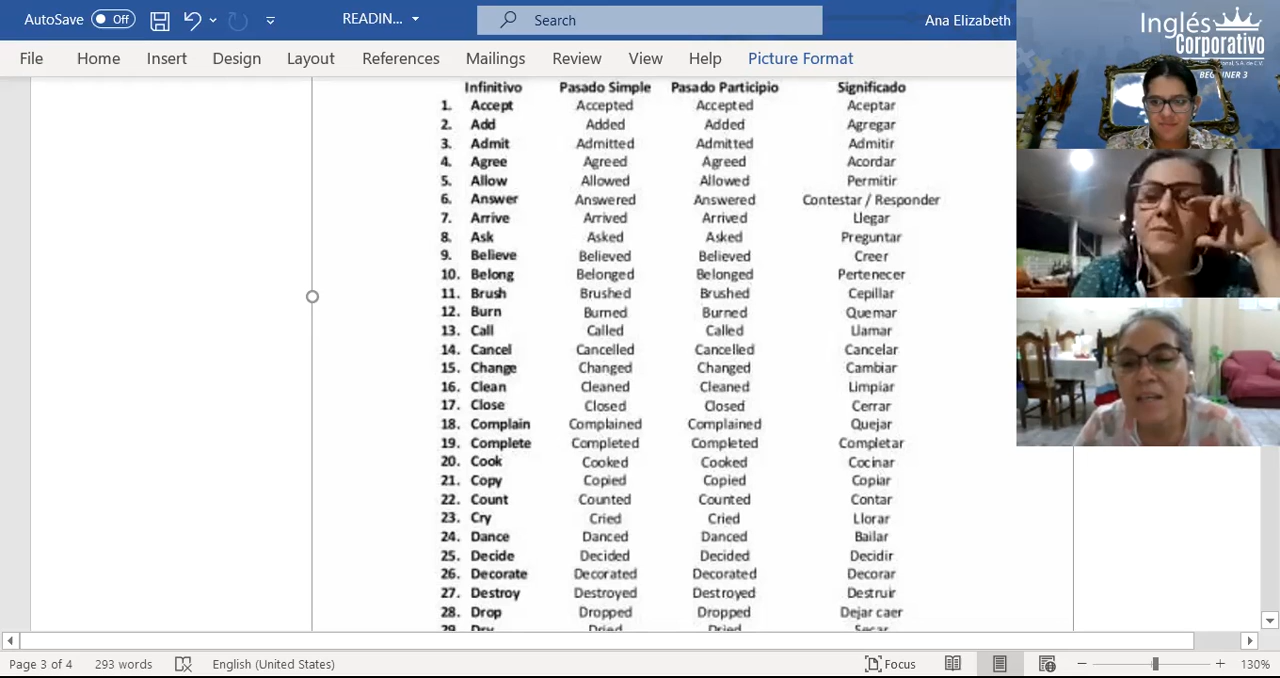 AutoSave Off READIN... Search Ana Elizabeth
File Home Insert Design Layout References Mailings Review View Help Picture Format
Inglés
Corporativo
BEGINNER 3
Infinitivo Pasado Simple Pasado Participio Significado
1. Accept Accepted Accepted Aceptar
2. Add Added Added Agregar
3. Admit Admitted Admitted Admitir
4. Agree Agreed Agreed Acordar
5. Allow Allowed Allowed Permitir
6. Answer Answered Answered Contestar / Responder
7. Arrive Arrived Arrived Llegar
8. Ask Asked Asked Preguntar
9. Believe Believed Believed Creer
10. Belong Belonged Belonged Pertenecer
11. Brush Brushed Brushed Cepillar
12. Burn Burned Burned Quemar
13. Call Called Called Llamar
14. Cancel Cancelled Cancelled Cancelar
15. Change Changed Changed Cambiar
16. Clean Cleaned Cleaned Limpiar
17. Close Closed Closed Cerrar
18. Complain Complained Complained Quejar
19. Complete Completed Completed Completar
20. Cook Cooked Cooked Cocinar
21. Copy Copied Copied Copiar
22. Count Counted Counted Contar
23. Cry Cried Cried Llorar
24. Dance Danced Danced Bailar
25. Decide Decided Decided Decidir
26. Decorate Decorated Decorated Decorar
27. Destroy Destroyed Destroyed Destruir
28. Drop Dropped Dropped Dejar caer
29. Dry Dried Dried Secar
Page 3 of 4 293 words English (United States) Focus 130%